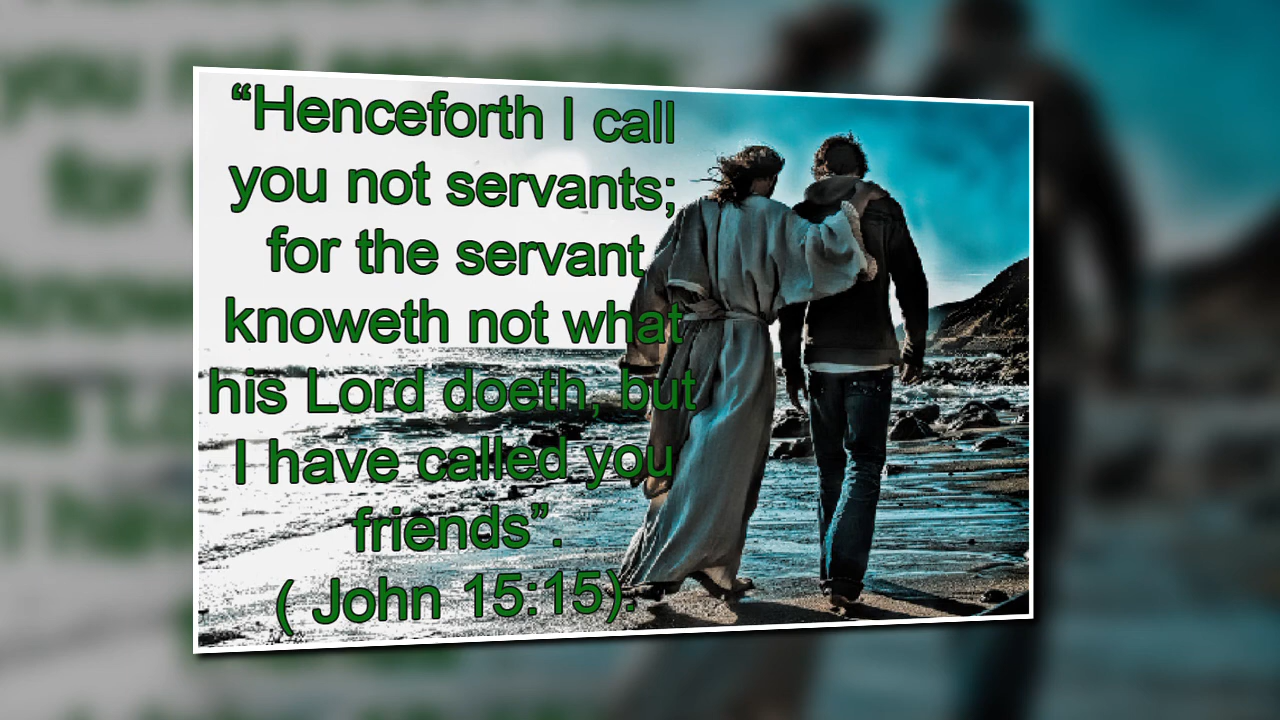 “Henceforth I call
you not servants;
for the servant
knoweth not what
his Lord doeth, but
I have called you
friends”.
( John 15:15).